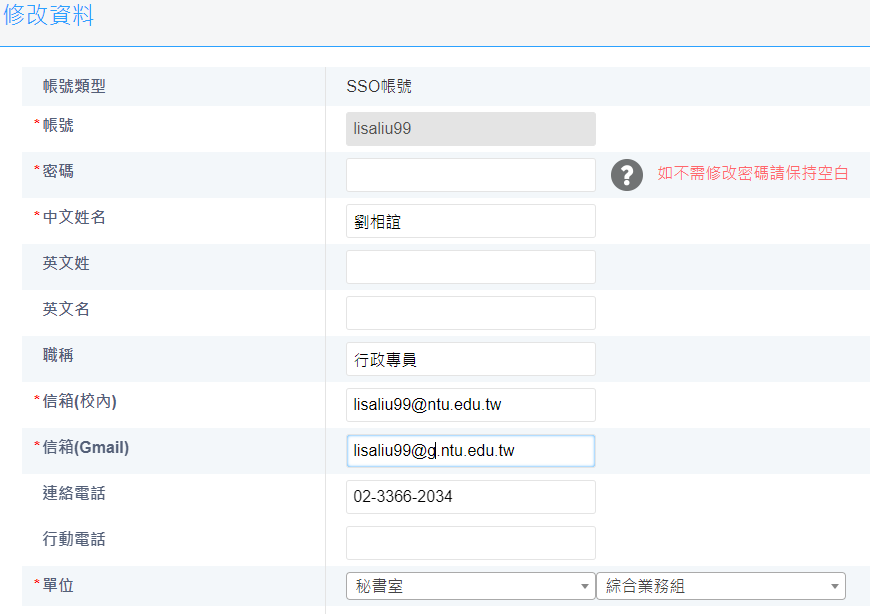 修改資料
帳號類型 SSO帳號
*帳號 lisaliu99
*密碼 ? 如不需修改密碼請保持空白
*中文姓名 劉相誼
英文姓
英文名
職稱 行政專員
*信箱(校內) lisaliu99@ntu.edu.tw
*信箱(Gmail) lisaliu99@g.ntu.edu.tw
連絡電話 02-3366-2034
行動電話
*單位 秘書室 綜合業務組